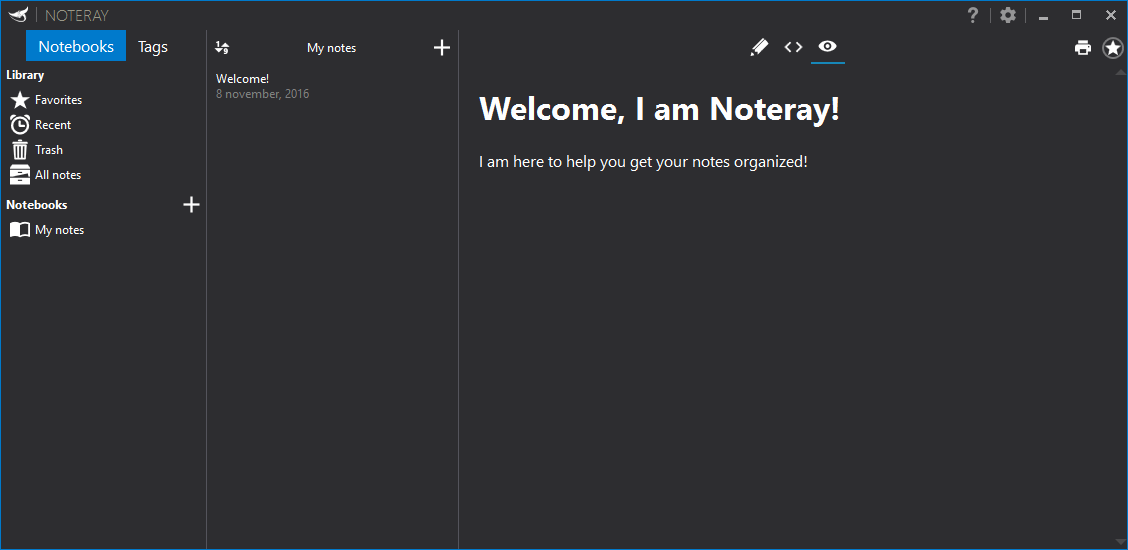 NOTERAY
Notebooks Tags
Library
Favorites
Recent
Trash
All notes
Notebooks
My notes
My notes
Welcome!
8 november, 2016
Welcome, I am Noteray!
I am here to help you get your notes organized!